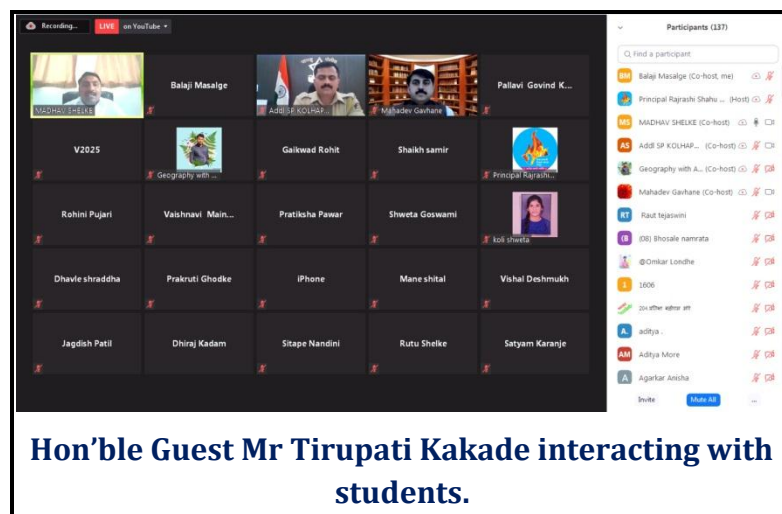 Recording...
LIVE on YouTube
MADHAV SHELKE
Balaji Masalge
Addl SP KOLHAP...
Mahadev Gavhane
Pallavi Govind K...
V2025
Geography with ...
Gaikwad Rohit
Shaikh samir
Principal Rajrashi...
Rohini Pujari
Vaishnavi Main...
Pratiksha Pawar
Shweta Goswami
koli shweta
Dhavle shraddha
Prakruti Ghodke
iPhone
Mane shital
Vishal Deshmukh
Jagdish Patil
Dhiraj Kadam
Sitape Nandini
Rutu Shelke
Satyam Karanje
Participants (137)
Find a participant
BM Balaji Masalge (Co-host, me)
Principal Rajrashi Shahu ... (Host)
MS MADHAV SHELKE (Co-host)
AS Addl SP KOLHAP... (Co-host)
Geography with A... (Co-host)
Mahadev Gavhane (Co-host)
RT Raut tejaswini
(B (08) Bhosale namrata
@Omkar Londhe
1 1606
A. aditya .
AM Aditya More
A Agarkar Anisha
Invite
Mute All
...
Hon'ble Guest Mr Tirupati Kakade interacting with
students.